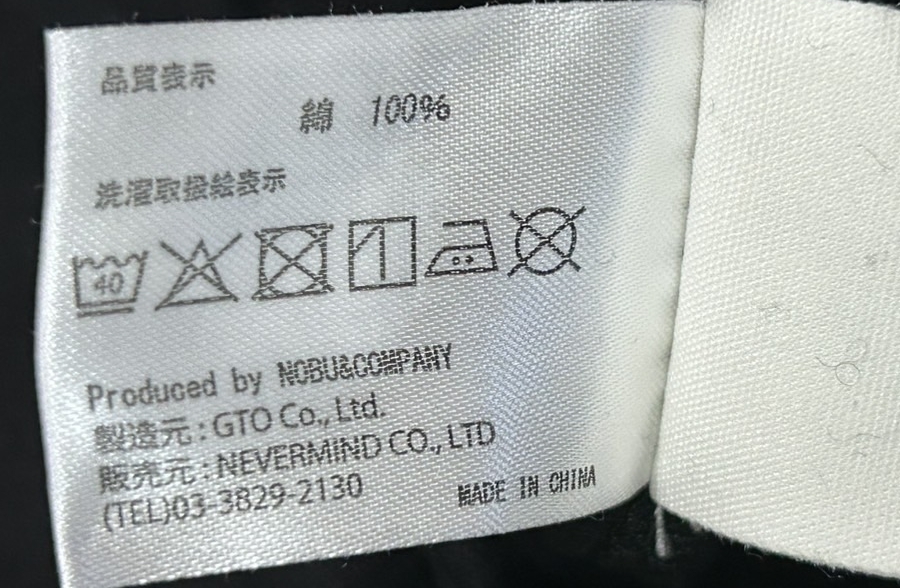 品質表示
綿 100%
洗濯取扱絵表示
40
Produced by NOBU&COMPANY
製造元:GTO Co., Ltd.
販売元:NEVERMIND CO., LTD
(TEL)03-3829-2130
MADE IN CHINA